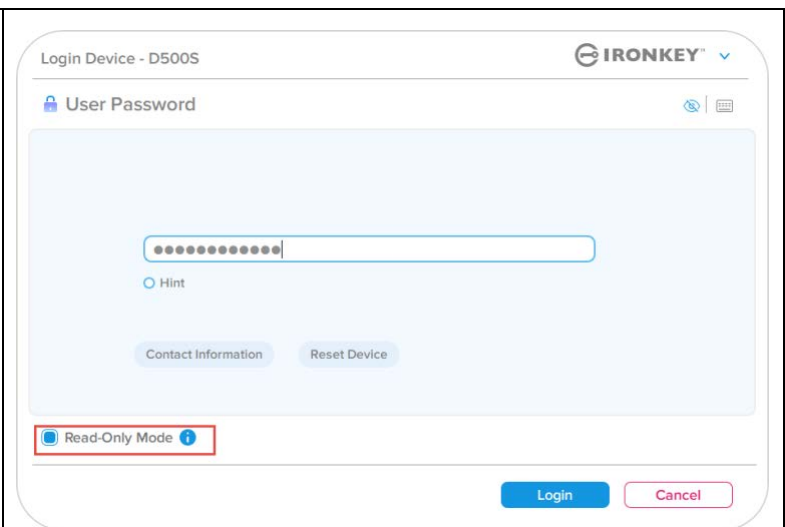 Login Device - D500S
IRONKEY™
User Password
Hint
Contact Information Reset Device
Read-Only Mode
Login Cancel